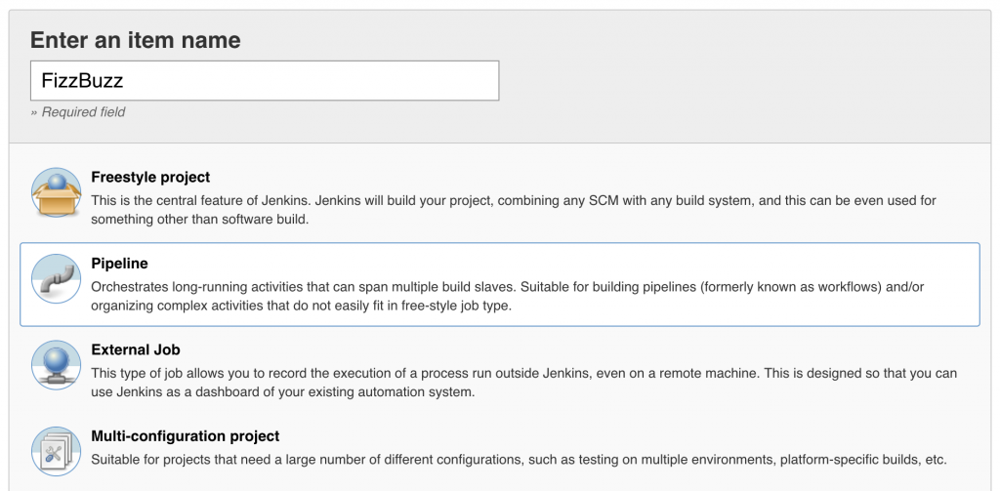 Enter an item name
FizzBuzz
» Required field
Freestyle project
This is the central feature of Jenkins. Jenkins will build your project, combining any SCM with any build system, and this can be even used for
something other than software build.
Pipeline
Orchestrates long-running activities that can span multiple build slaves. Suitable for building pipelines (formerly known as workflows) and/or
organizing complex activities that do not easily fit in free-style job type.
External Job
This type of job allows you to record the execution of a process run outside Jenkins, even on a remote machine. This is designed so that you can
use Jenkins as a dashboard of your existing automation system.
Multi-configuration project
Suitable for projects that need a large number of different configurations, such as testing on multiple environments, platform-specific builds, etc.